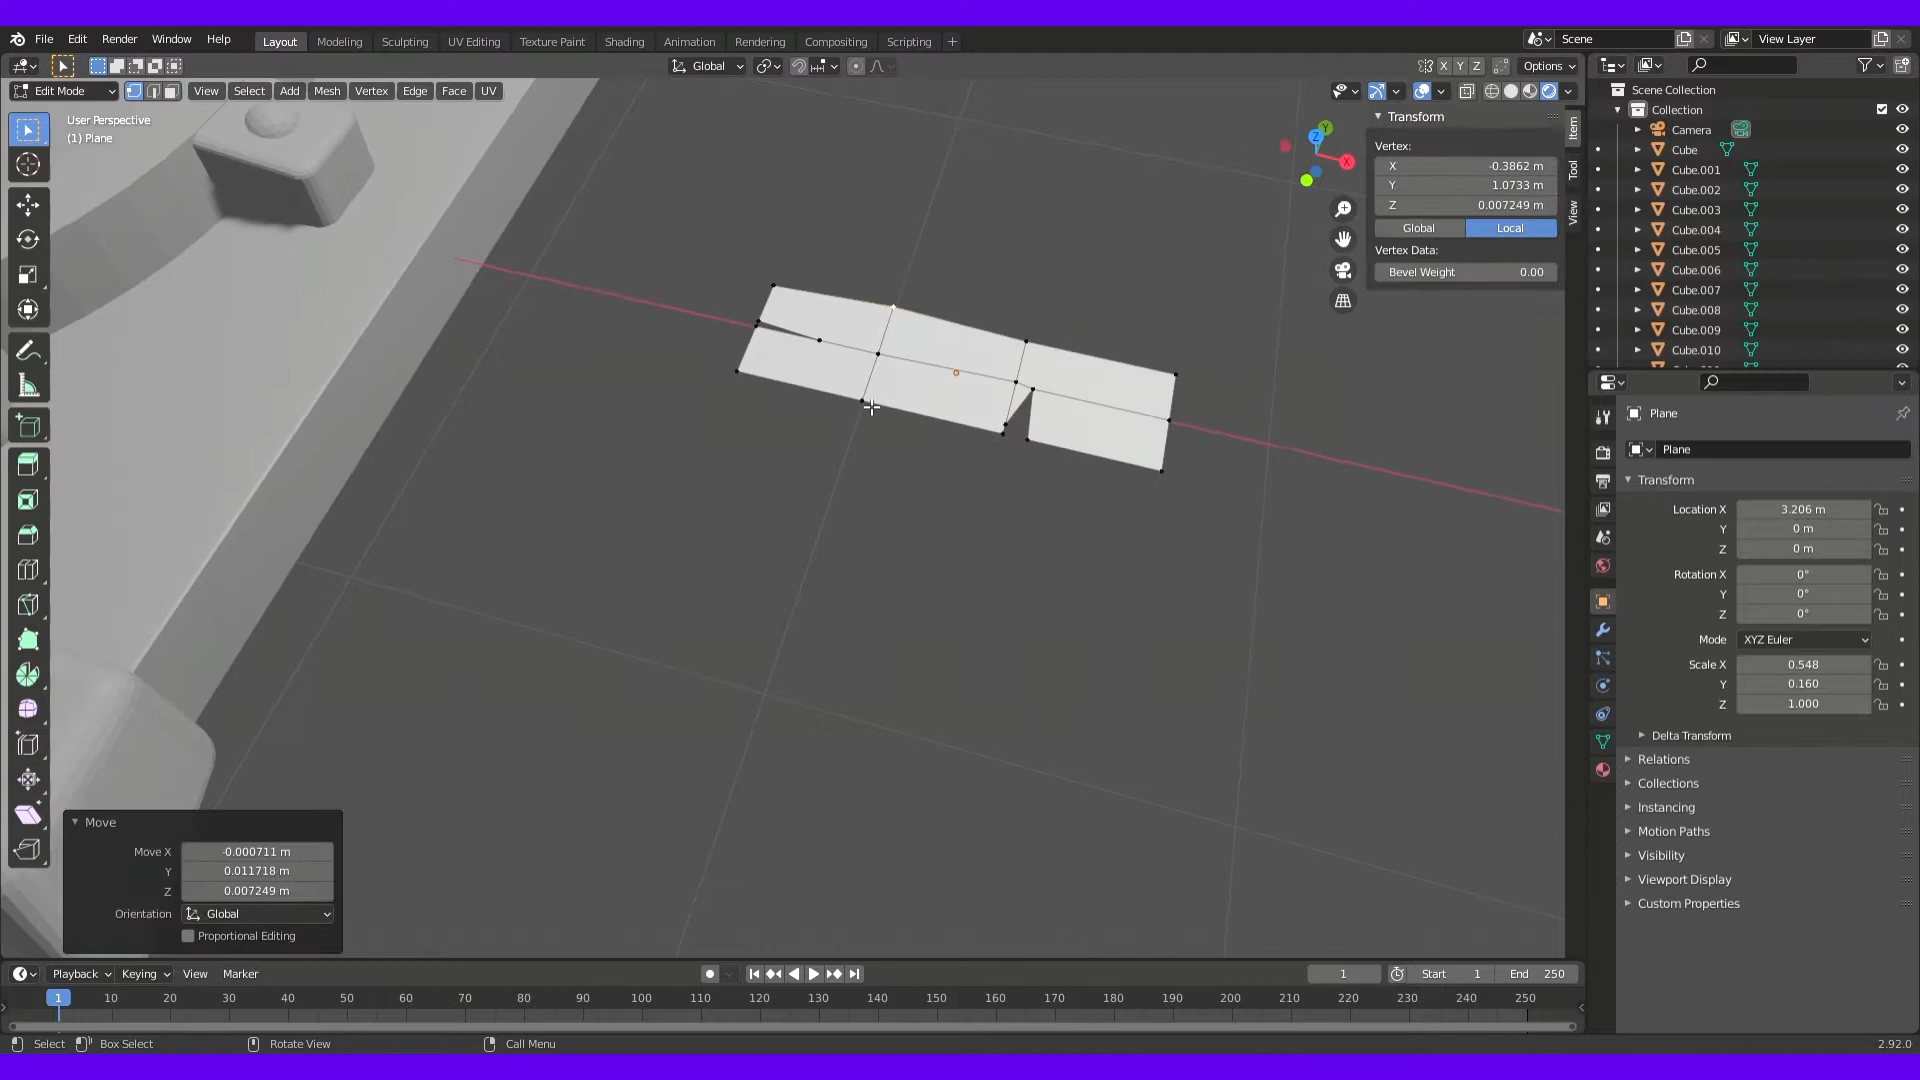 File Edit Render Window Help Layout Modeling Sculpting UV Editing Texture Paint Shading Animation Rendering Compositing Scripting + Scene View Layer
Global X Y Z Options
Edit Mode View Select Add Mesh Vertex Edge Face UV
User Perspective
(1) Plane
Z Y X
Transform
Vertex:
X -0.3862 m
Y 1.0733 m
Z 0.007249 m
Global Local
Vertex Data:
Bevel Weight 0.00
Item
Tool
View
Scene Collection
Collection
Camera
Cube
Cube.001
Cube.002
Cube.003
Cube.004
Cube.005
Cube.006
Cube.007
Cube.008
Cube.009
Cube.010
Plane
Plane
Transform
Location X 3.206 m
Y 0 m
Z 0 m
Rotation X 0°
Y 0°
Z 0°
Mode XYZ Euler
Scale X 0.548
Y 0.160
Z 1.000
Delta Transform
Relations
Collections
Instancing
Motion Paths
Visibility
Viewport Display
Custom Properties
Move
Move X -0.000711 m
Y 0.011718 m
Z 0.007249 m
Orientation Global
Proportional Editing
Playback Keying View Marker 1 Start 1 End 250
1 10 20 30 40 50 60 70 80 90 100 110 120 130 140 150 160 170 180 190 200 210 220 230 240 250
Select Box Select Rotate View Call Menu 2.92.0